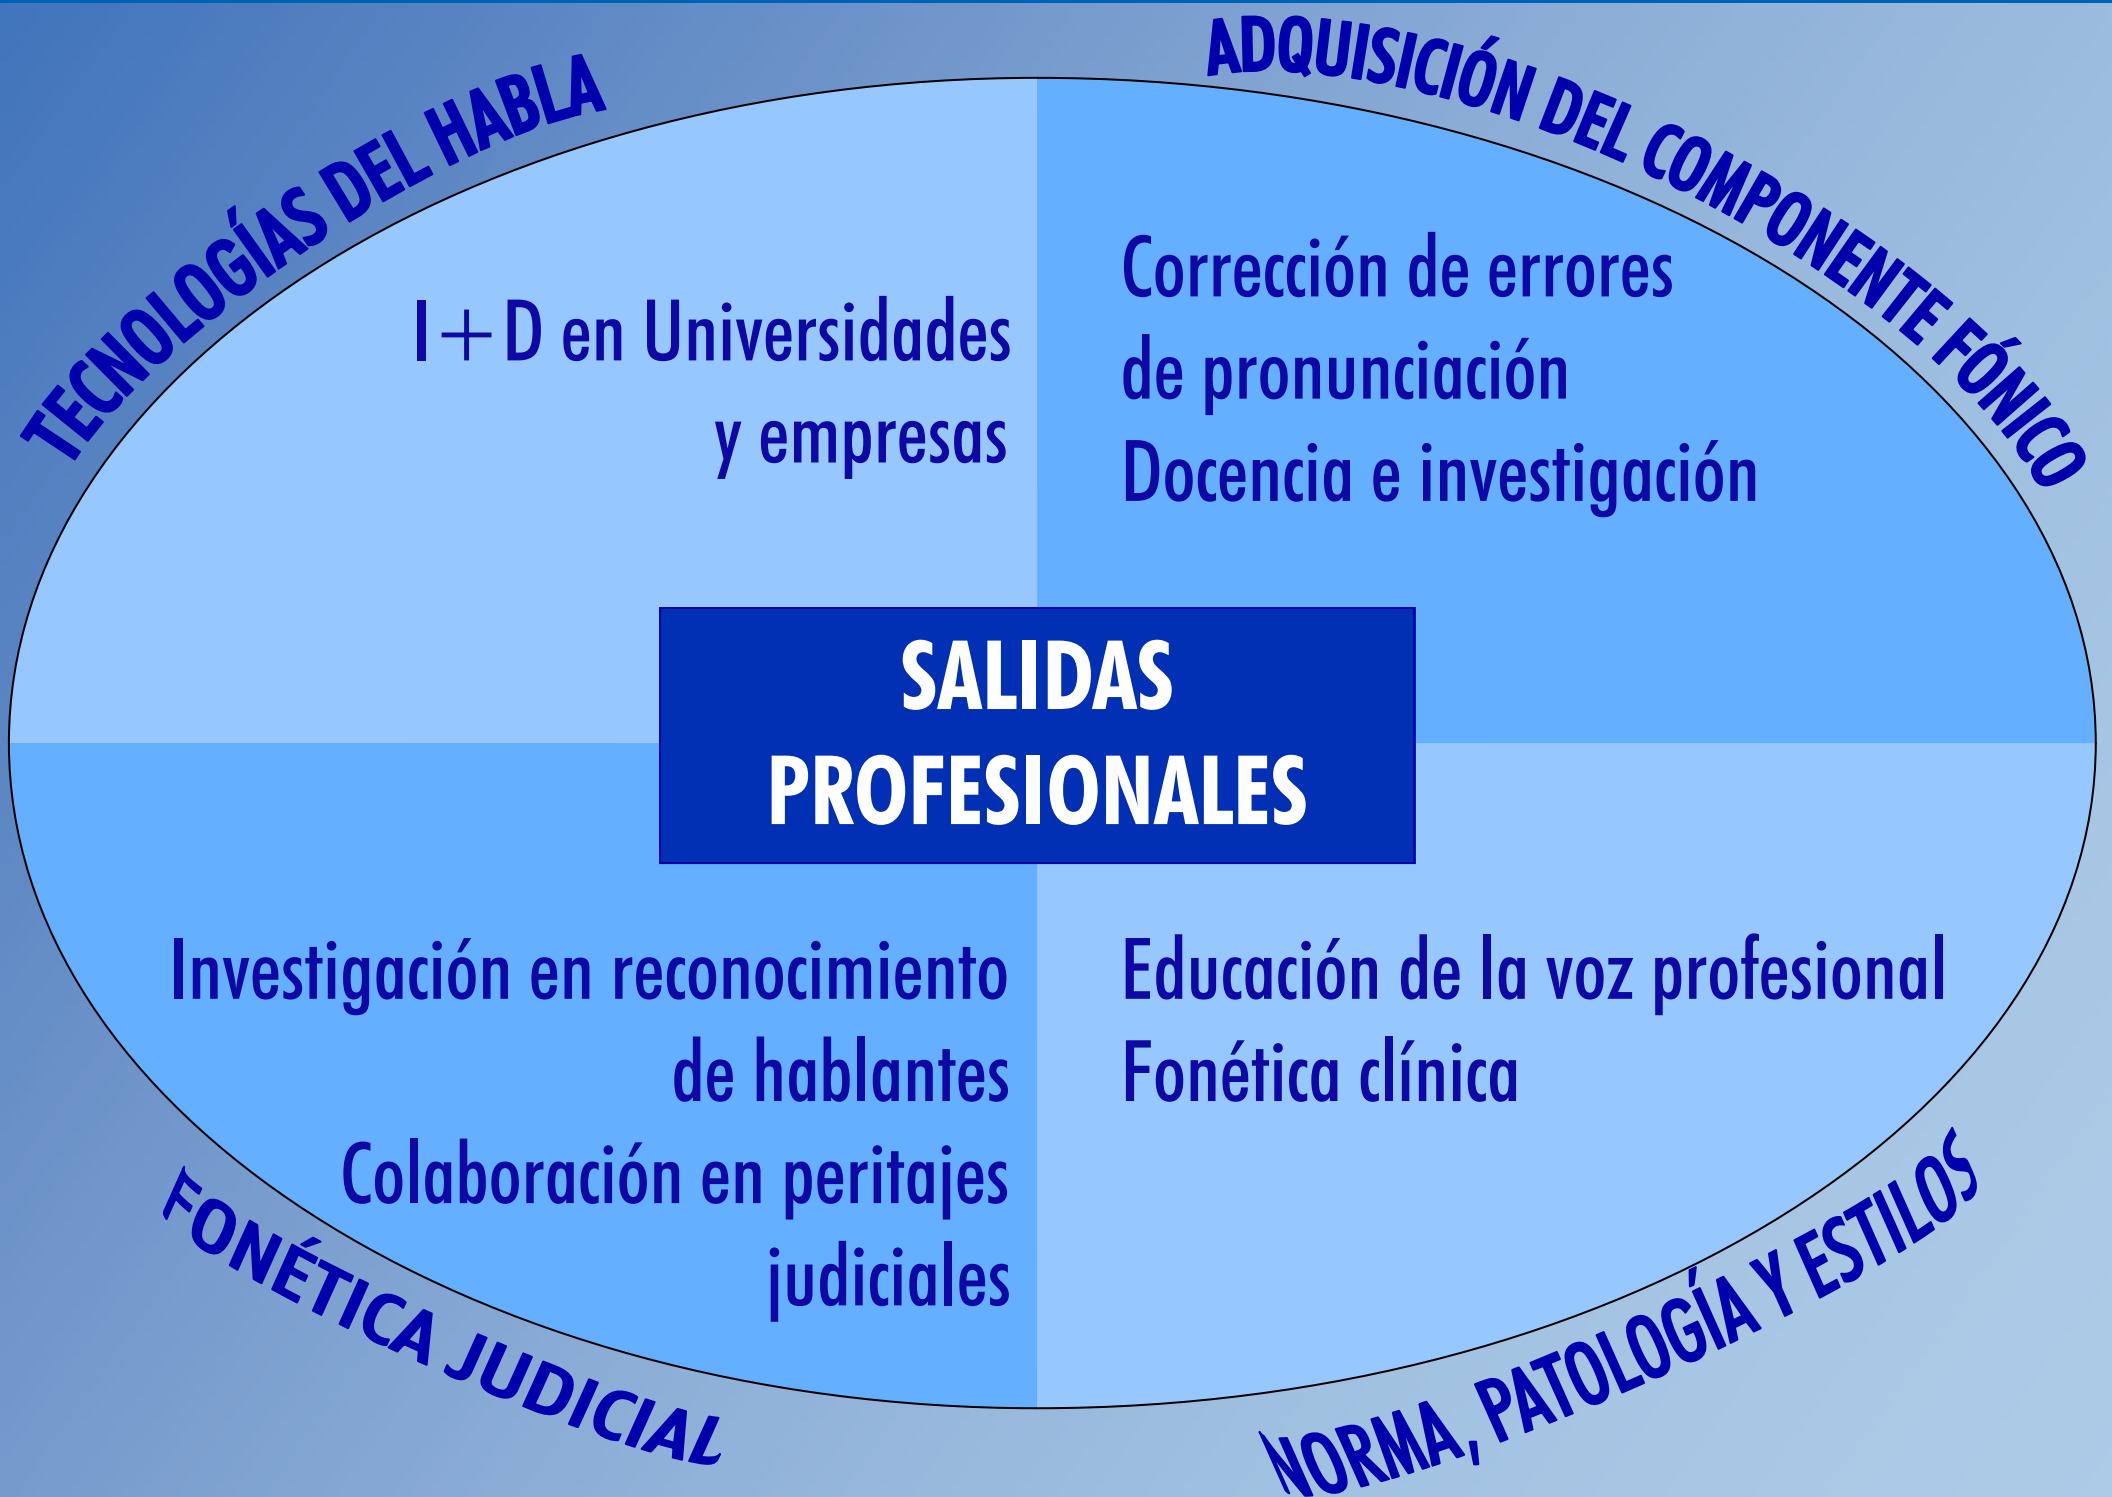 TECNOLOGÍAS DEL HABLA
I+D en Universidades
y empresas
ADQUISICIÓN DEL COMPONENTE FÓNICO
Corrección de errores
de pronunciación
Docencia e investigación
SALIDAS
PROFESIONALES
Investigación en reconocimiento
de hablantes
Colaboración en peritajes
judiciales
FONÉTICA JUDICIAL
Educación de la voz profesional
Fonética clínica
NORMA, PATOLOGÍA Y ESTILOS